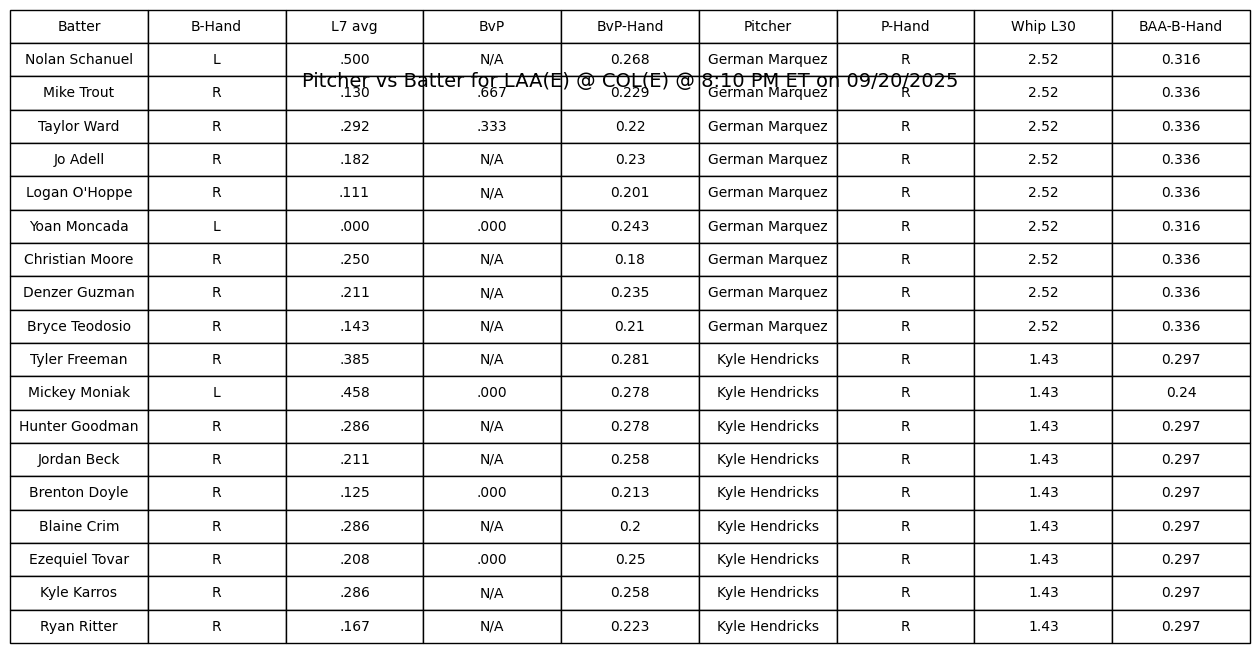 Batter B-Hand L7 avg BvP BvP-Hand Pitcher P-Hand Whip L30 BAA-B-Hand
Nolan Schanuel L .500 N/A 0.268 German Marquez R 2.52 0.316
Pitcher vs Batter for LAA(E) @ COL(E) @ 8:10 PM ET on 09/20/2025
Mike Trout R .130 .667 0.229 German Marquez R 2.52 0.336
Taylor Ward R .292 .333 0.22 German Marquez R 2.52 0.336
Jo Adell R .182 N/A 0.23 German Marquez R 2.52 0.336
Logan O'Hoppe R .111 N/A 0.201 German Marquez R 2.52 0.336
Yoan Moncada L .000 .000 0.243 German Marquez R 2.52 0.316
Christian Moore R .250 N/A 0.18 German Marquez R 2.52 0.336
Denzer Guzman R .211 N/A 0.235 German Marquez R 2.52 0.336
Bryce Teodosio R .143 N/A 0.21 German Marquez R 2.52 0.336
Tyler Freeman R .385 N/A 0.281 Kyle Hendricks R 1.43 0.297
Mickey Moniak L .458 .000 0.278 Kyle Hendricks R 1.43 0.24
Hunter Goodman R .286 N/A 0.278 Kyle Hendricks R 1.43 0.297
Jordan Beck R .211 N/A 0.258 Kyle Hendricks R 1.43 0.297
Brenton Doyle R .125 .000 0.213 Kyle Hendricks R 1.43 0.297
Blaine Crim R .286 N/A 0.2 Kyle Hendricks R 1.43 0.297
Ezequiel Tovar R .208 .000 0.25 Kyle Hendricks R 1.43 0.297
Kyle Karros R .286 N/A 0.258 Kyle Hendricks R 1.43 0.297
Ryan Ritter R .167 N/A 0.223 Kyle Hendricks R 1.43 0.297